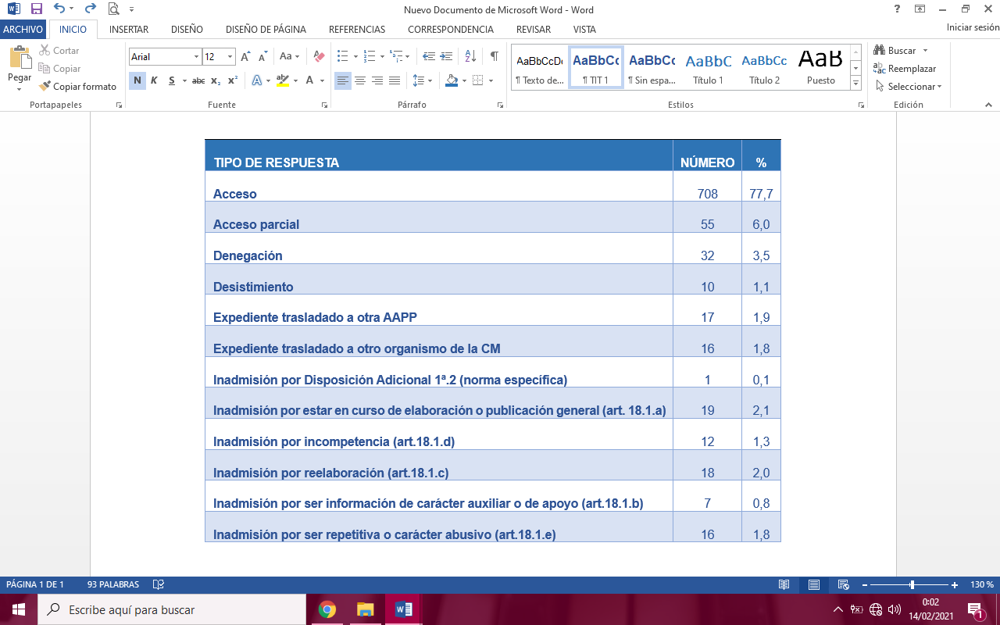 Nuevo Documento de Microsoft Word - Word
ARCHIVO INICIO INSERTAR DISEÑO DISEÑO DE PÁGINA REFERENCIAS CORRESPONDENCIA REVISAR VISTA Iniciar sesión
Pegar
Cortar
Copiar
Copiar formato
Portapapeles
Arial 12
N K S abc x₂ x²
Fuente
Párrafo
AaBbCcDc AaBbCc AaBbCc AaBbC AaBbCc AaB
¶ Texto de... ¶ TIT 1 ¶ Sin espa... Título 1 Título 2 Puesto
Estilos
Buscar
Reemplazar
Seleccionar
Edición
TIPO DE RESPUESTA NÚMERO %
Acceso 708 77,7
Acceso parcial 55 6,0
Denegación 32 3,5
Desistimiento 10 1,1
Expediente trasladado a otra AAPP 17 1,9
Expediente trasladado a otro organismo de la CM 16 1,8
Inadmisión por Disposición Adicional 1ª.2 (norma específica) 1 0,1
Inadmisión por estar en curso de elaboración o publicación general (art. 18.1.a) 19 2,1
Inadmisión por incompetencia (art.18.1.d) 12 1,3
Inadmisión por reelaboración (art.18.1.c) 18 2,0
Inadmisión por ser información de carácter auxiliar o de apoyo (art.18.1.b) 7 0,8
Inadmisión por ser repetitiva o carácter abusivo (art.18.1.e) 16 1,8
PÁGINA 1 DE 1 93 PALABRAS 130 %
Escribe aquí para buscar
0:02
14/02/2021
1